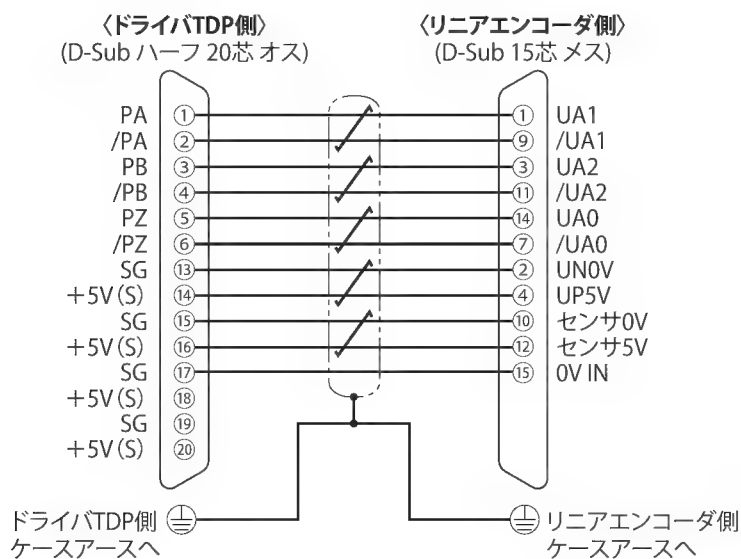 〈ドライバTDP側〉 〈リニアエンコーダ側〉
(D-Sub ハーフ 20芯 オス) (D-Sub 15芯 メス)
PA ① ① UA1
/PA ② ⑨ /UA1
PB ③ ③ UA2
/PB ④ ⑪ /UA2
PZ ⑤ ⑭ UA0
/PZ ⑥ ⑦ /UA0
SG ⑬ ② UN0V
+5V(S) ⑭ ④ UP5V
SG ⑮ ⑩ センサ0V
+5V(S) ⑯ ⑫ センサ5V
SG ⑰ ⑮ 0V IN
+5V(S) ⑱
SG ⑲
+5V(S) ⑳
ドライバTDP側 リニアエンコーダ側
ケースアースへ ケースアースへ